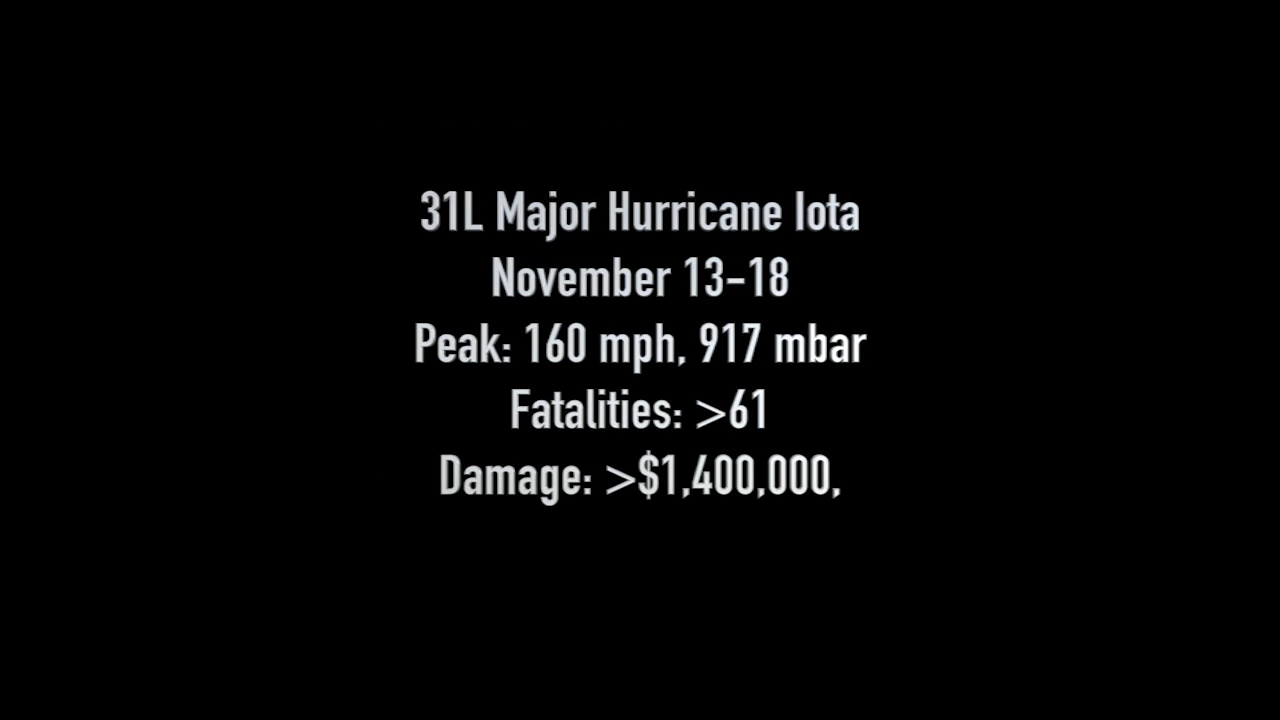 31L Major Hurricane Iota
November 13-18
Peak: 160 mph, 917 mbar
Fatalities: >61
Damage: >$1,400,000,